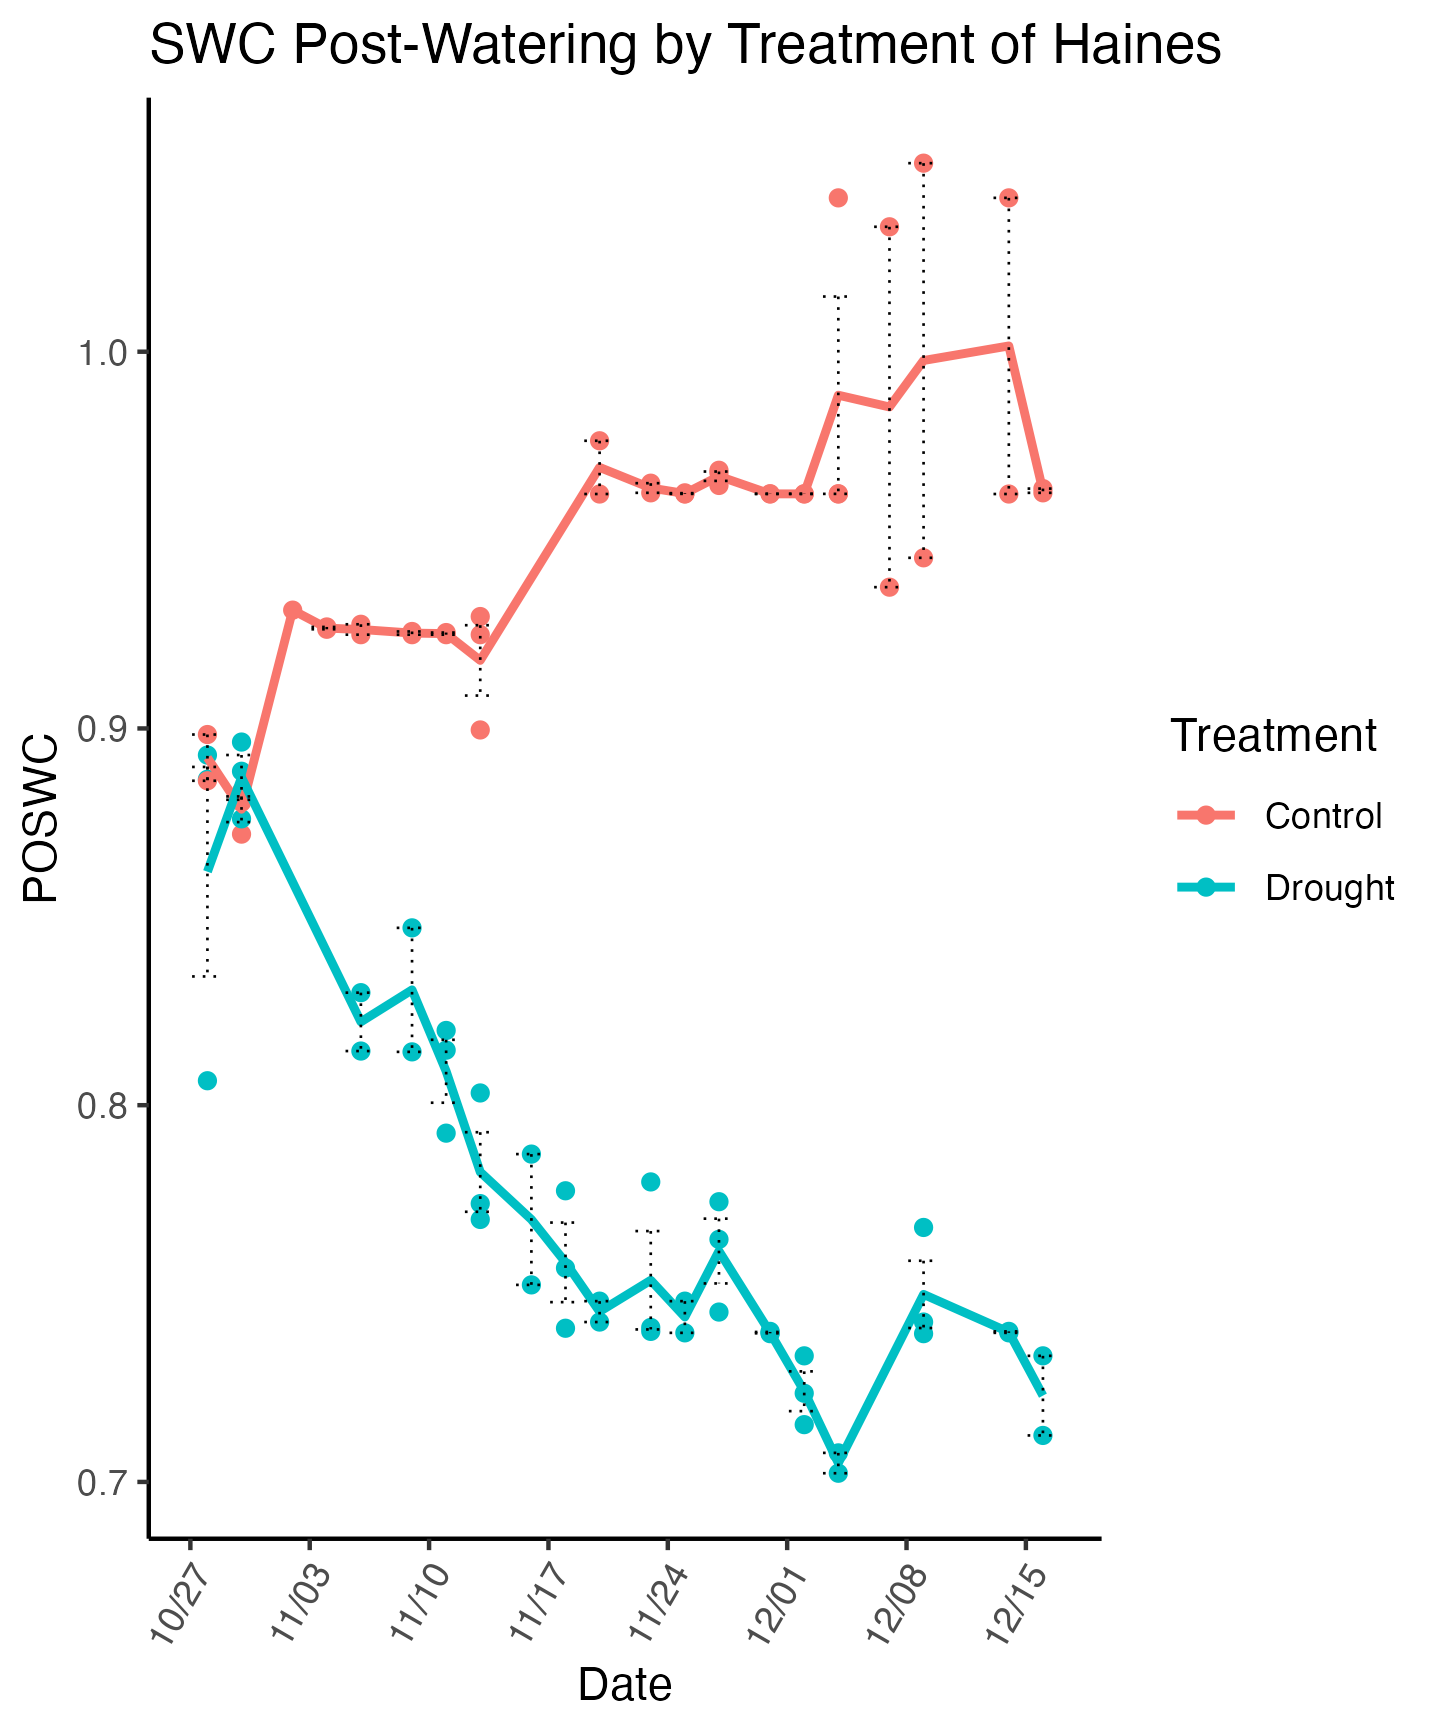 SWC Post-Watering by Treatment of Haines
POSWC
1.0
0.9
0.8
0.7
10/27
11/03
11/10
11/17
11/24
12/01
12/08
12/15
Date
Treatment
Control
Drought